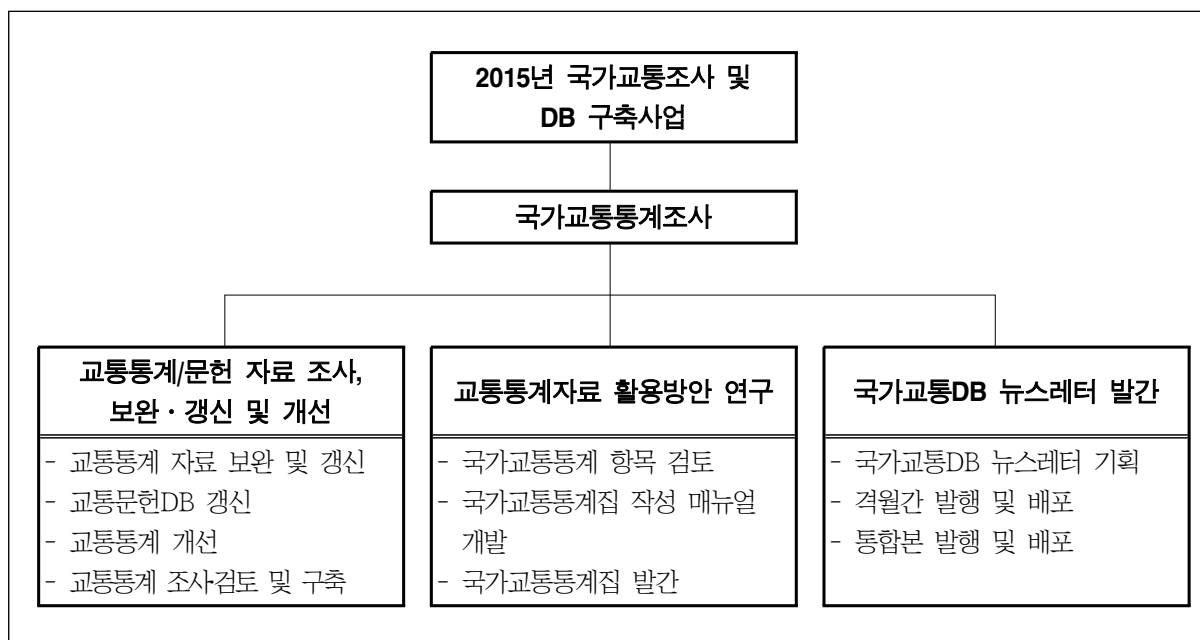 2015년 국가교통조사 및
DB 구축사업
국가교통통계조사
교통통계/문헌 자료 조사,
보완·갱신 및 개선
- 교통통계 자료 보완 및 갱신
- 교통문헌DB 갱신
- 교통통계 개선
- 교통통계 조사·검토 및 구축
교통통계자료 활용방안 연구
- 국가교통통계 항목 검토
- 국가교통통계집 작성 매뉴얼
개발
- 국가교통통계집 발간
국가교통DB 뉴스레터 발간
- 국가교통DB 뉴스레터 기획
- 격월간 발행 및 배포
- 통합본 발행 및 배포